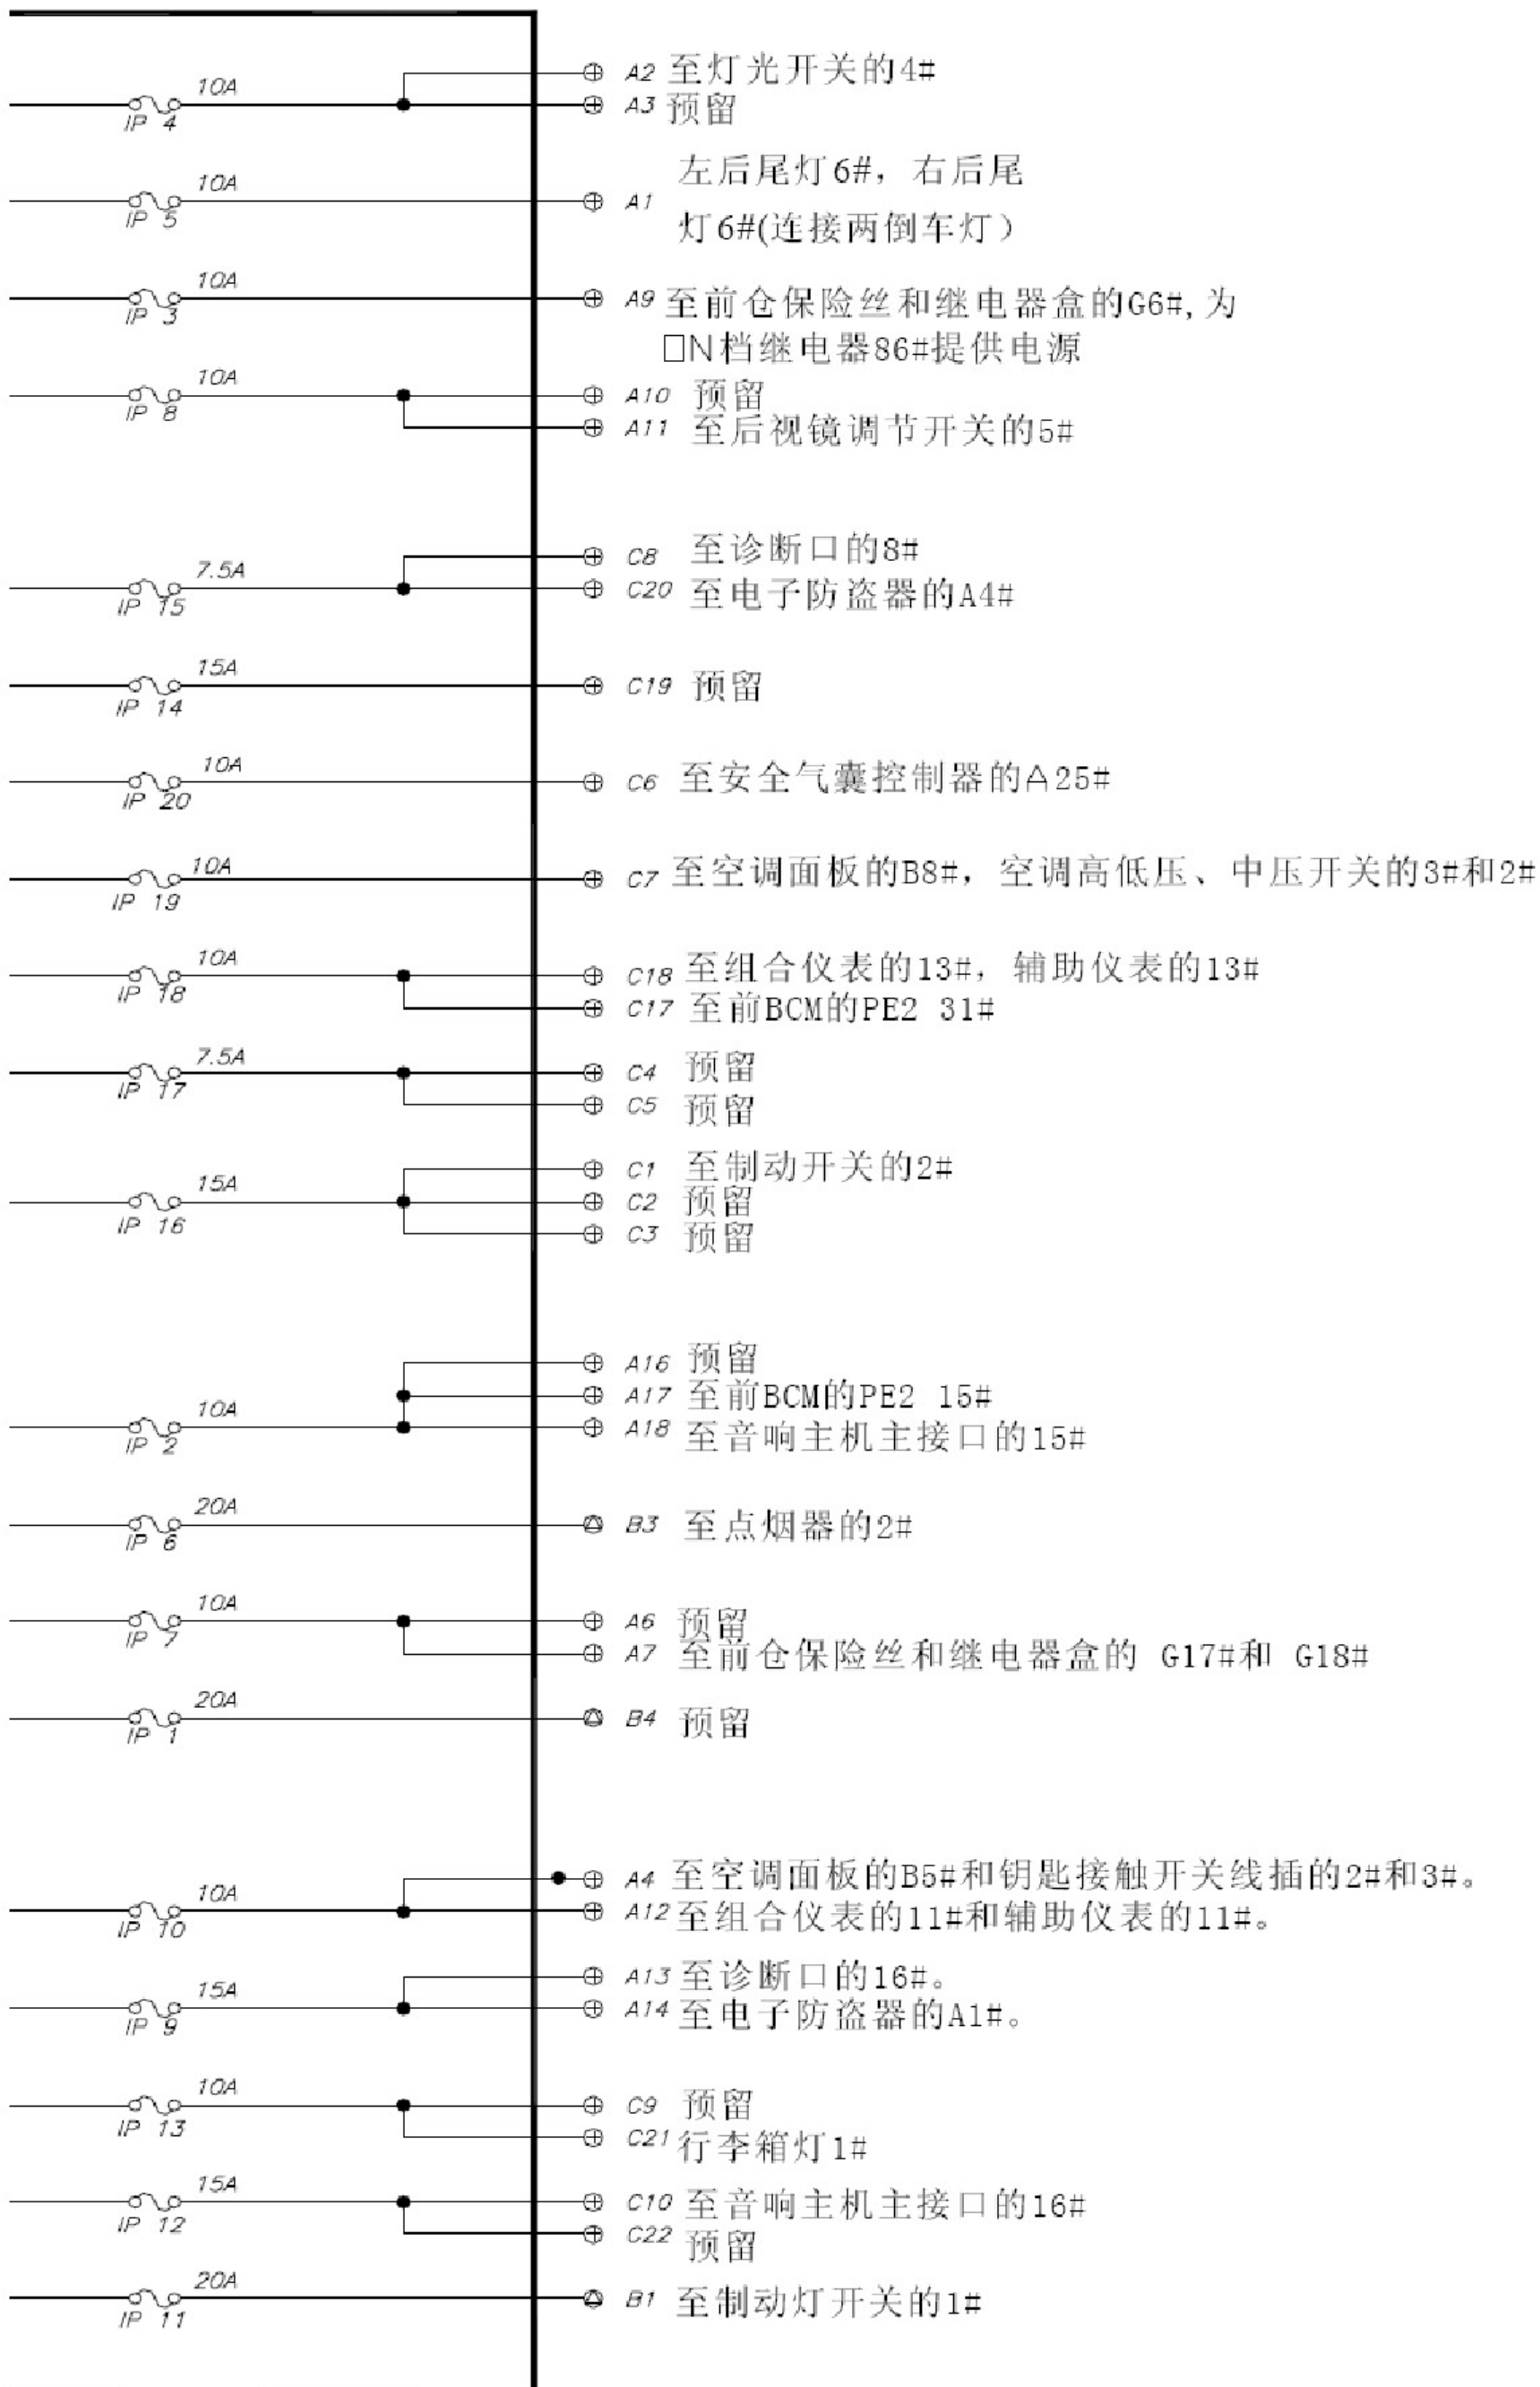 10A
IP 4
A2 至灯光开关的4#
A3 预留
10A
IP 5
A1
左后尾灯6#，右后尾
灯6#(连接两倒车灯）
10A
IP 3
A9 至前仓保险丝和继电器盒的G6#,为
□N档继电器86#提供电源
10A
IP 8
A10 预留
A11 至后视镜调节开关的5#
7.5A
IP 15
C8 至诊断口的8#
C20 至电子防盗器的A4#
15A
IP 14
C19 预留
10A
IP 20
C6 至安全气囊控制器的A25#
10A
IP 19
C7 至空调面板的B8#，空调高低压、中压开关的3#和2#
10A
IP 18
C18 至组合仪表的13#，辅助仪表的13#
C17 至前BCM的PE2 31#
7.5A
IP 17
C4 预留
C5 预留
15A
IP 16
C1 至制动开关的2#
C2 预留
C3 预留
10A
IP 2
A16 预留
A17 至前BCM的PE2 15#
A18 至音响主机主接口的15#
20A
IP 6
B3 至点烟器的2#
10A
IP 7
A6 预留
A7 至前仓保险丝和继电器盒的 G17#和 G18#
20A
IP 1
B4 预留
10A
IP 10
A4 至空调面板的B5#和钥匙接触开关线插的2#和3#。
A12 至组合仪表的11#和辅助仪表的11#。
15A
IP 9
A13 至诊断口的16#。
A14 至电子防盗器的A1#。
10A
IP 13
C9 预留
C21 行李箱灯1#
15A
IP 12
C10 至音响主机主接口的16#
C22 预留
20A
IP 11
B1 至制动灯开关的1#